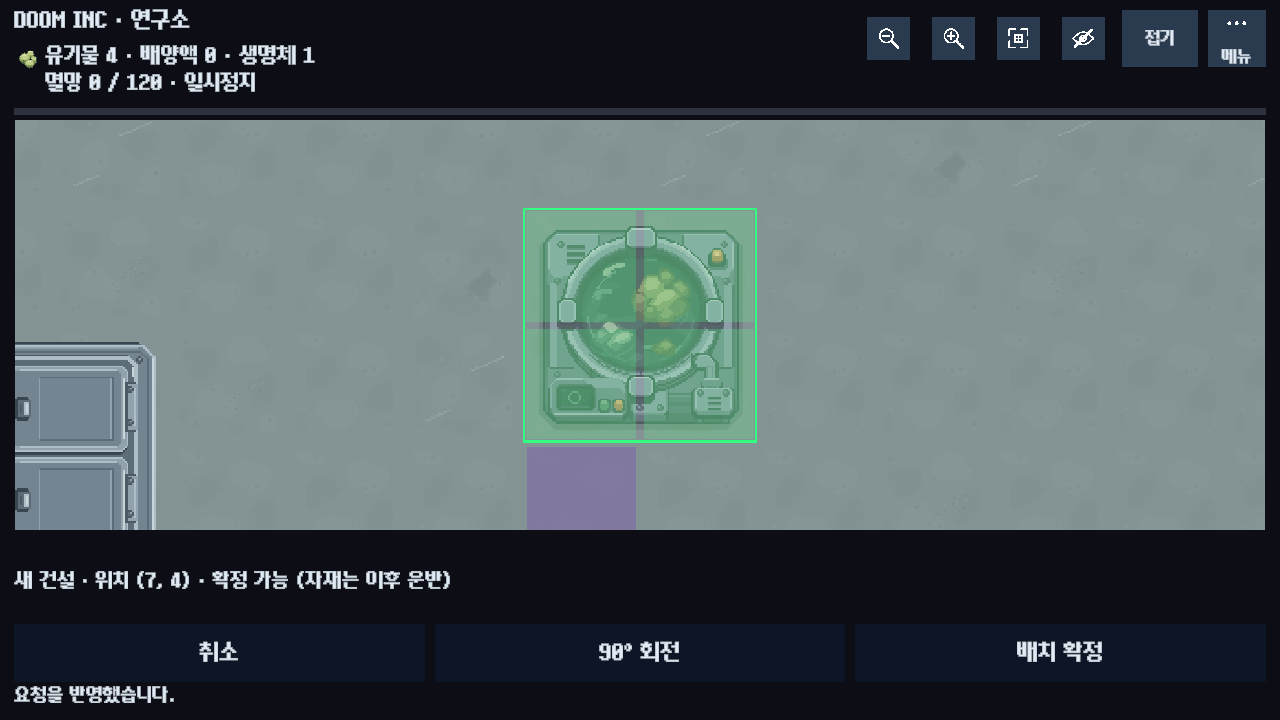 DOOM INC · 연구소
유기물 4 · 배양액 0 · 생명체 1
멸망 0 / 120 · 일시정지
접기
메뉴
새 건설 · 위치 (7, 4) · 확정 가능 (자재는 이후 운반)
취소
90° 회전
배치 확정
요청을 반영했습니다.